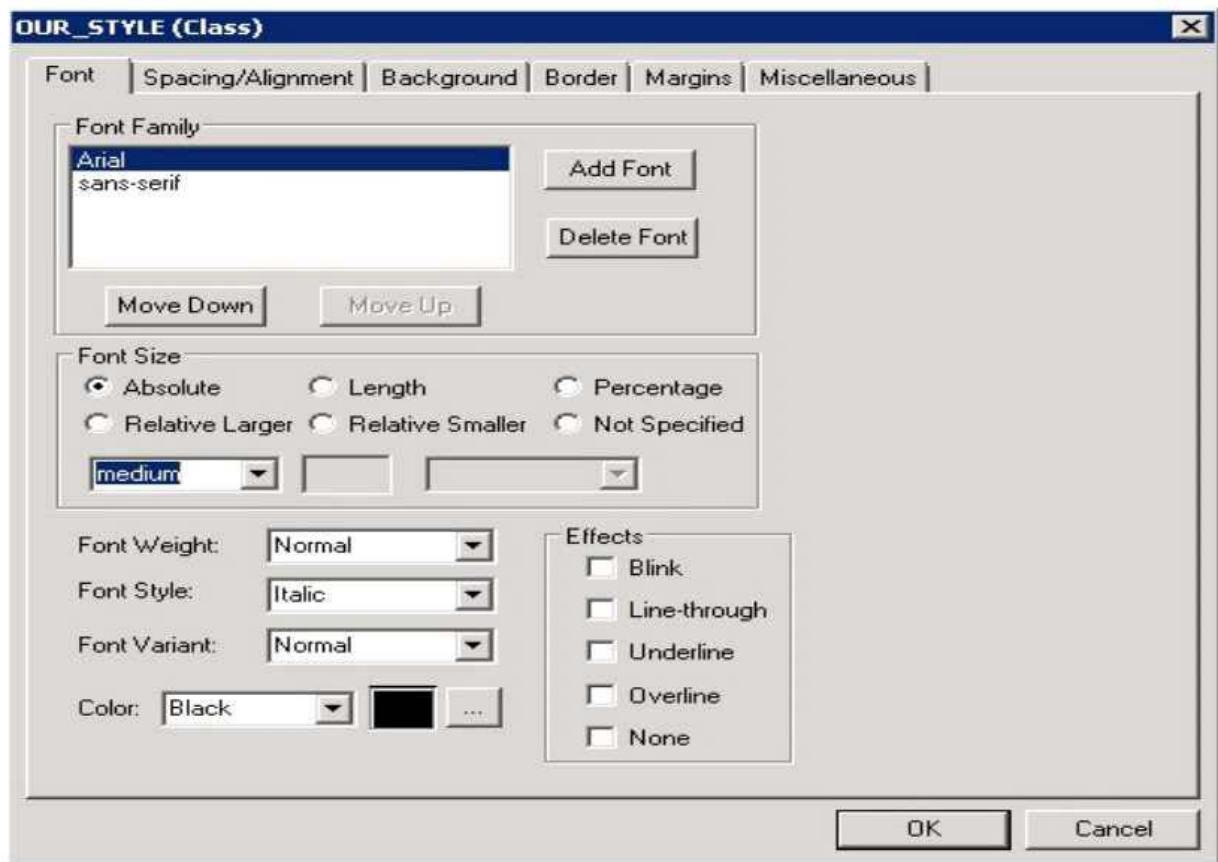 OUR_STYLE (Class)
Font Spacing/Alignment Background Border Margins Miscellaneous
Font Family
Arial
sans-serif
Add Font
Delete Font
Move Down Move Up
Font Size
Absolute Length Percentage
Relative Larger Relative Smaller Not Specified
medium
Font Weight: Normal
Font Style: Italic
Font Variant: Normal
Color: Black ...
Effects
Blink
Line-through
Underline
Overline
None
OK Cancel